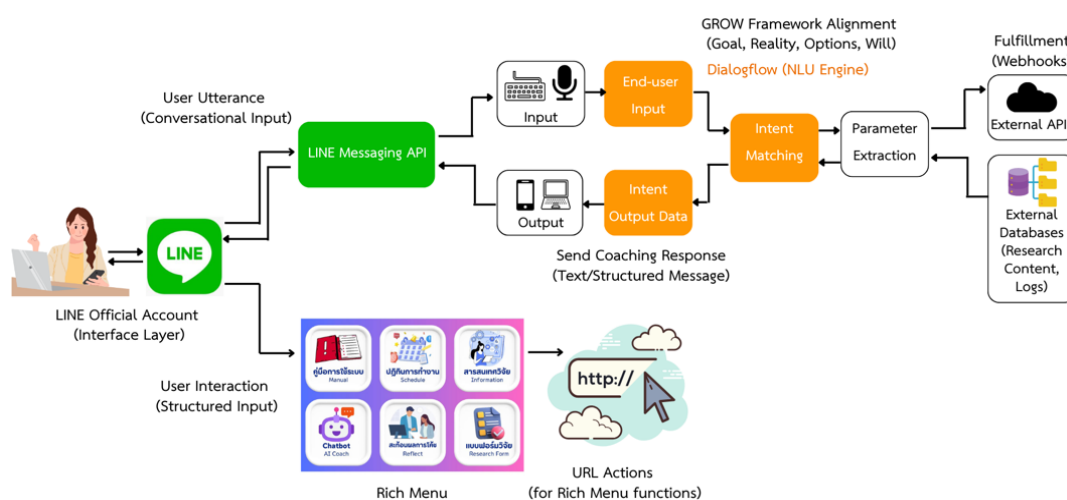 GROW Framework Alignment
(Goal, Reality, Options, Will)
Dialogflow (NLU Engine)
Fulfillment
(Webhooks)
User Utterance
(Conversational Input)
LINE Messaging API
Input
End-user
Input
Intent
Matching
Parameter
Extraction
External API
Output
Intent
Output Data
External
Databases
(Research
Content,
Logs)
Send Coaching Response
(Text/Structured Message)
LINE
LINE Official Account
(Interface Layer)
User Interaction
(Structured Input)
คู่มือการใช้ระบบ
Manual
ปฏิทินการทำงาน
Schedule
สารสนเทศวิจัย
Information
Chatbot
AI Coach
สะท้อนผลการโค้ช
Reflect
แบบฟอร์มวิจัย
Research Form
http://
Rich Menu
URL Actions
(for Rich Menu functions)